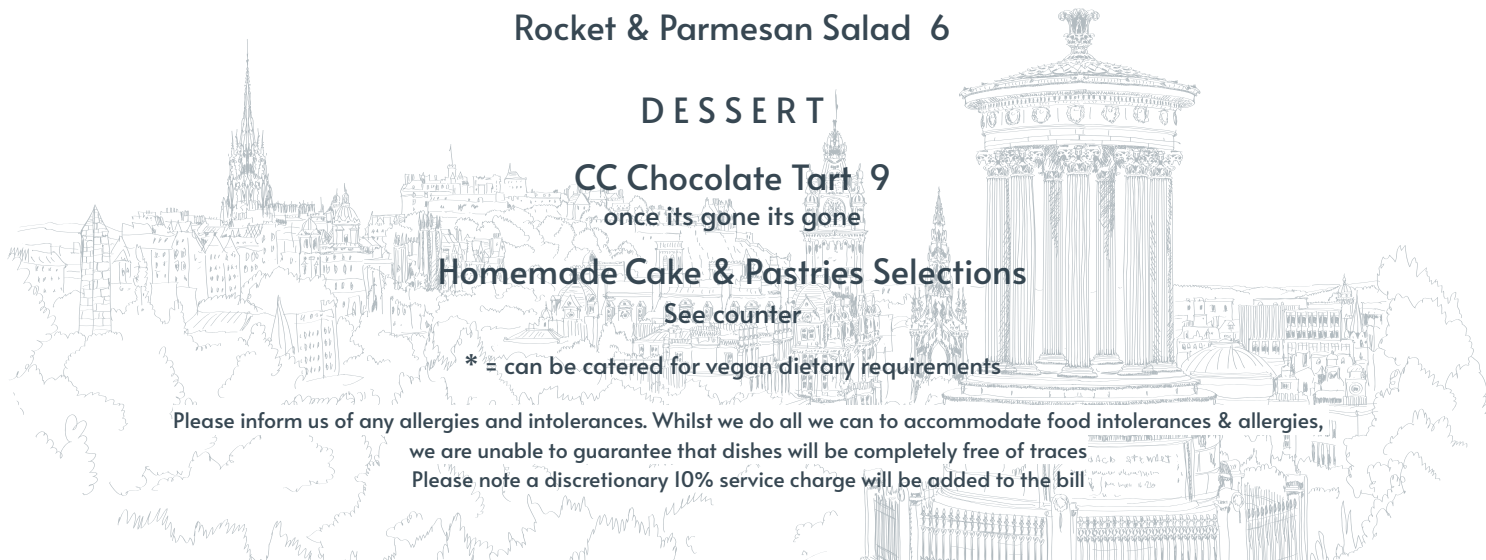 Rocket & Parmesan Salad 6
DESSERT
CC Chocolate Tart 9
once its gone its gone
Homemade Cake & Pastries Selections
See counter
* = can be catered for vegan dietary requirements
Please inform us of any allergies and intolerances. Whilst we do all we can to accommodate food intolerances & allergies,
we are unable to guarantee that dishes will be completely free of traces
Please note a discretionary 10% service charge will be added to the bill